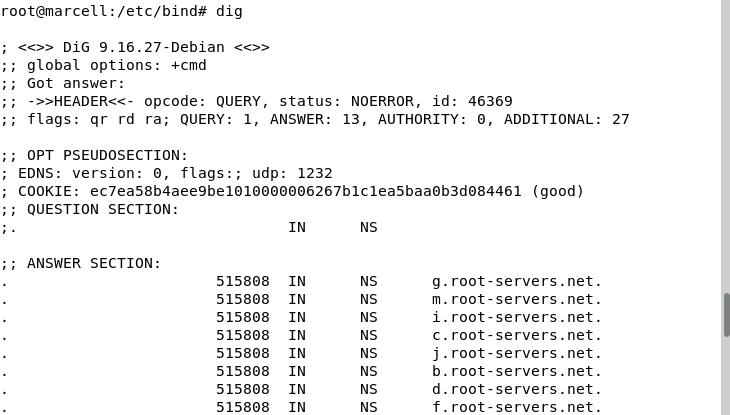 root@marcell:/etc/bind# dig
; <<>> DiG 9.16.27-Debian <<>>
;; global options: +cmd
;; Got answer:
;; ->>HEADER<<- opcode: QUERY, status: NOERROR, id: 46369
;; flags: qr rd ra; QUERY: 1, ANSWER: 13, AUTHORITY: 0, ADDITIONAL: 27
;; OPT PSEUDOSECTION:
; EDNS: version: 0, flags:; udp: 1232
; COOKIE: ec7ea58b4aee9be1010000006267b1c1ea5baa0b3d084461 (good)
;; QUESTION SECTION:
;. IN NS
;; ANSWER SECTION:
. 515808 IN NS g.root-servers.net.
. 515808 IN NS m.root-servers.net.
. 515808 IN NS i.root-servers.net.
. 515808 IN NS c.root-servers.net.
. 515808 IN NS j.root-servers.net.
. 515808 IN NS b.root-servers.net.
. 515808 IN NS d.root-servers.net.
. 515808 IN NS f.root-servers.net.